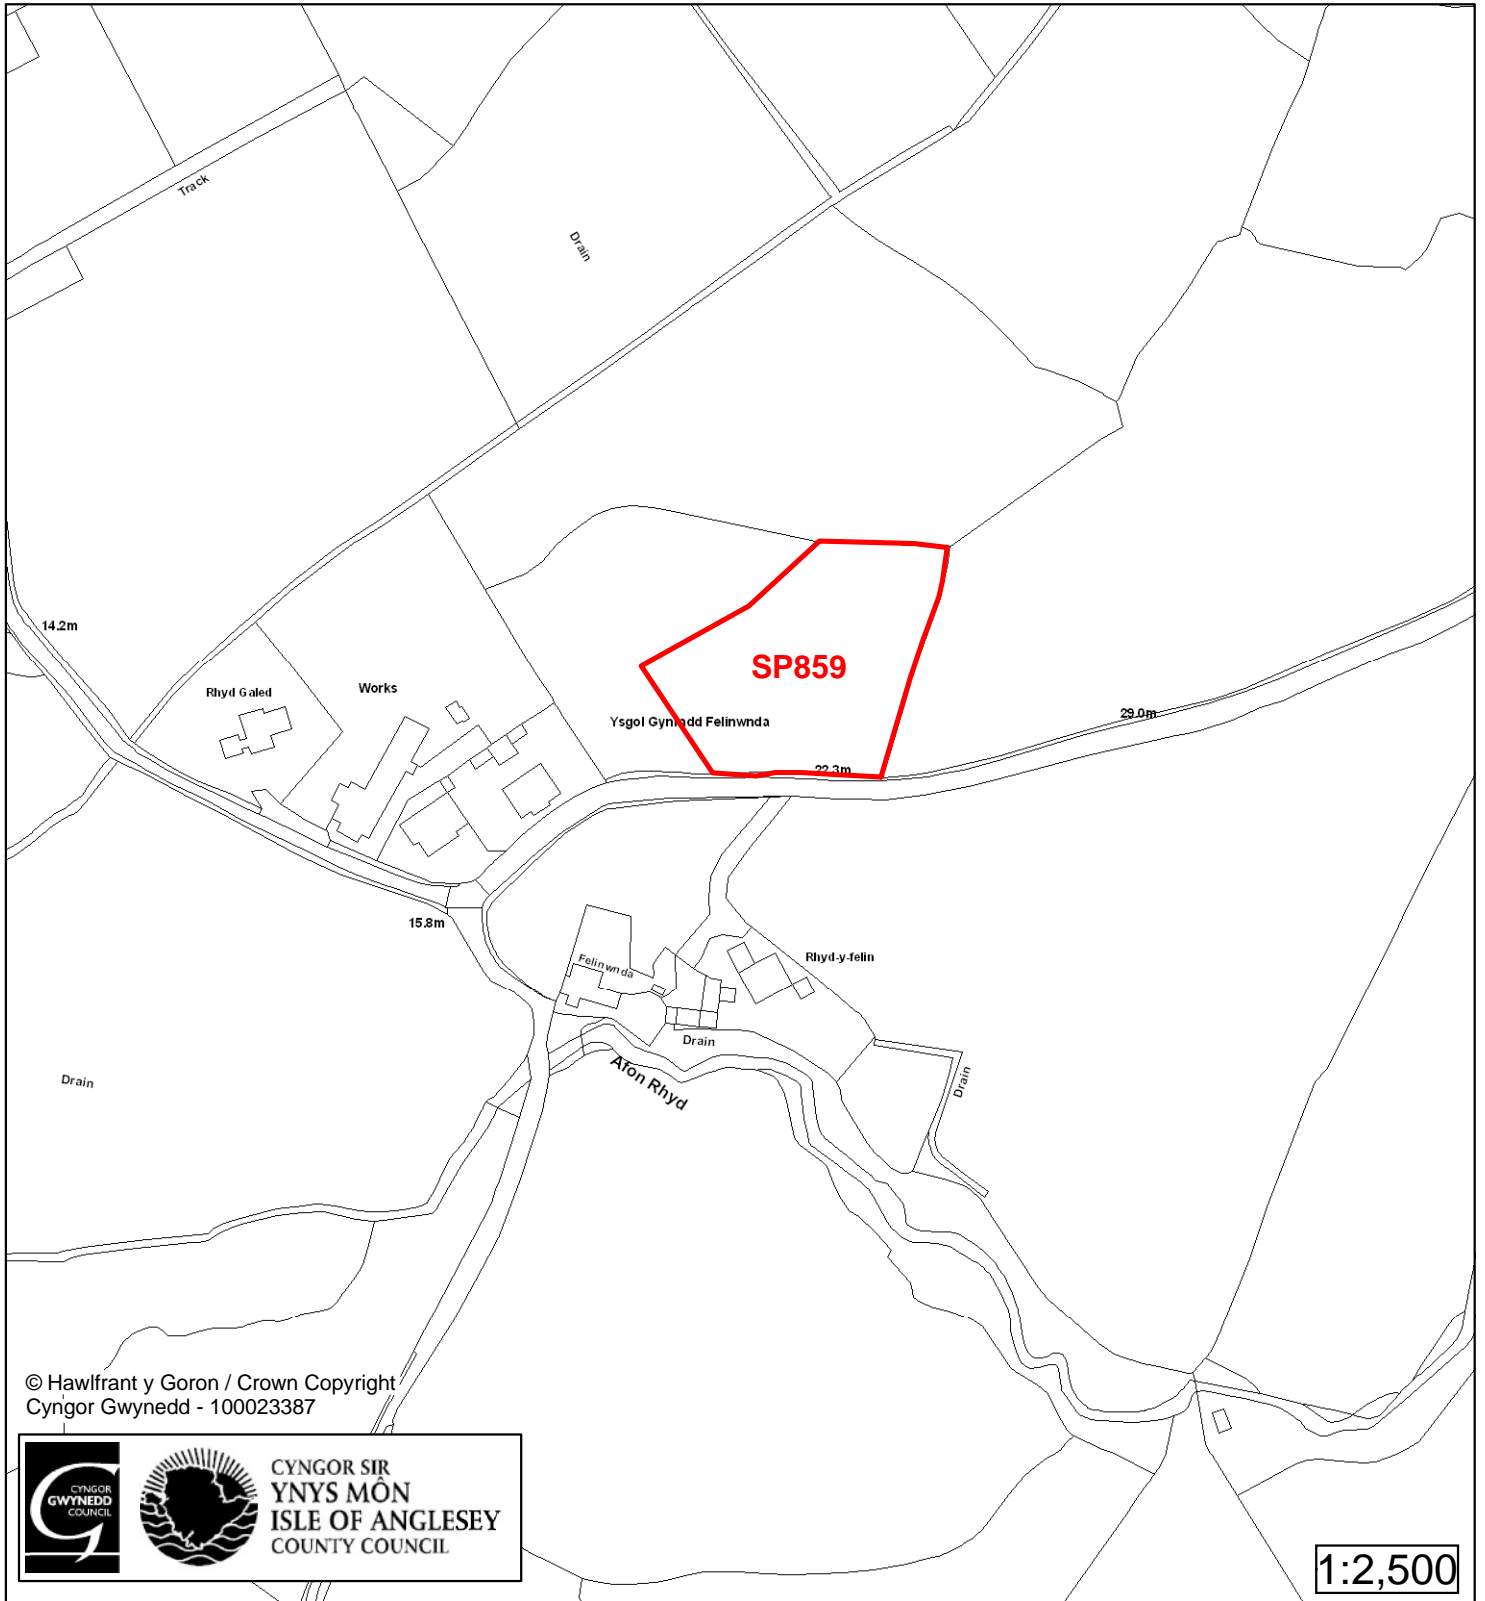 Track
Drain
14.2m
Rhyd Galed
Works
SP859
Ysgol Gynradd Felinwnda
29.0m
22.3m
15.8m
Felinwnda
Rhyd-y-felin
Drain
Drain
Afon Rhyd
Drain
© Hawlfrant y Goron / Crown Copyright
Cyngor Gwynedd - 100023387
CYNGOR
GWYNEDD
COUNCIL
CYNGOR SIR
YNYS MÔN
ISLE OF ANGLESEY
COUNTY COUNCIL
1:2,500